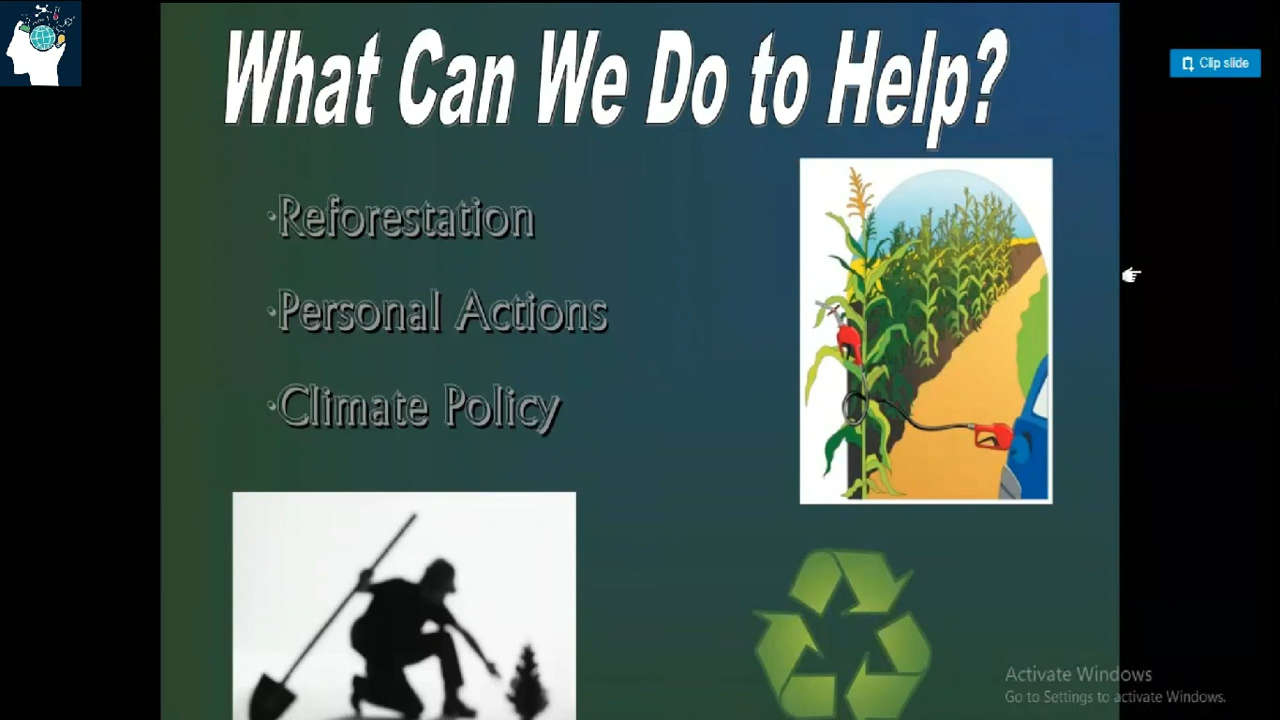 What Can We Do to Help?
Clip slide
·Reforestation
·Personal Actions
·Climate Policy
Activate Windows
Go to Settings to activate Windows.